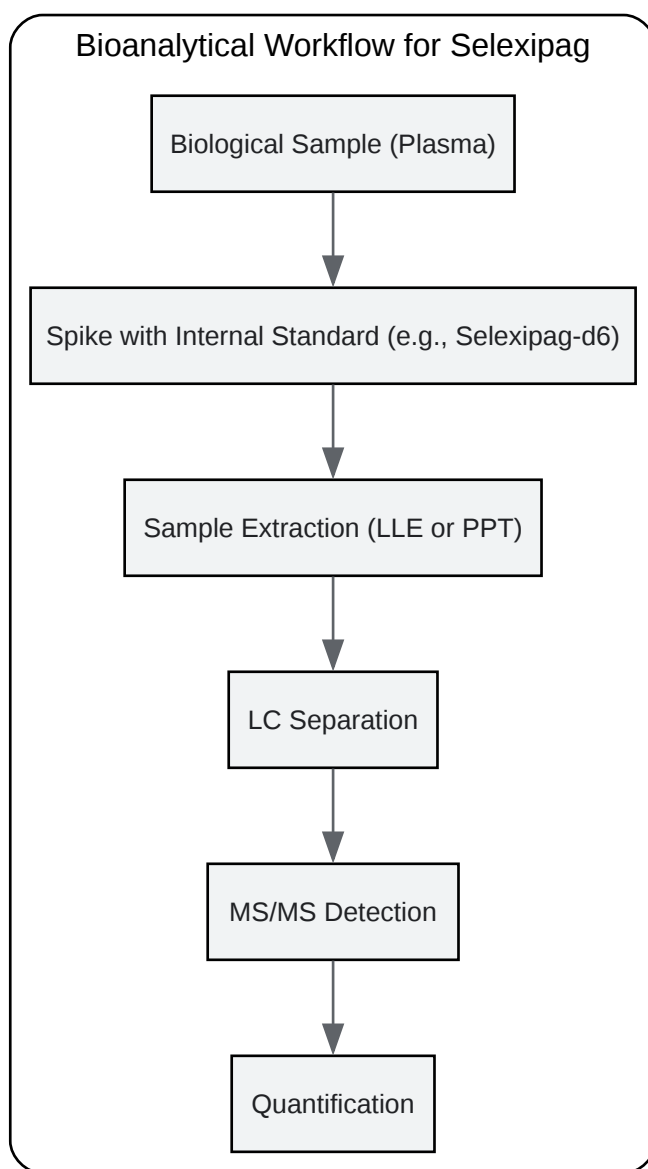 Bioanalytical Workflow for Selexipag
Biological Sample (Plasma)
Spike with Internal Standard (e.g., Selexipag-d6)
Sample Extraction (LLE or PPT)
LC Separation
MS/MS Detection
Quantification